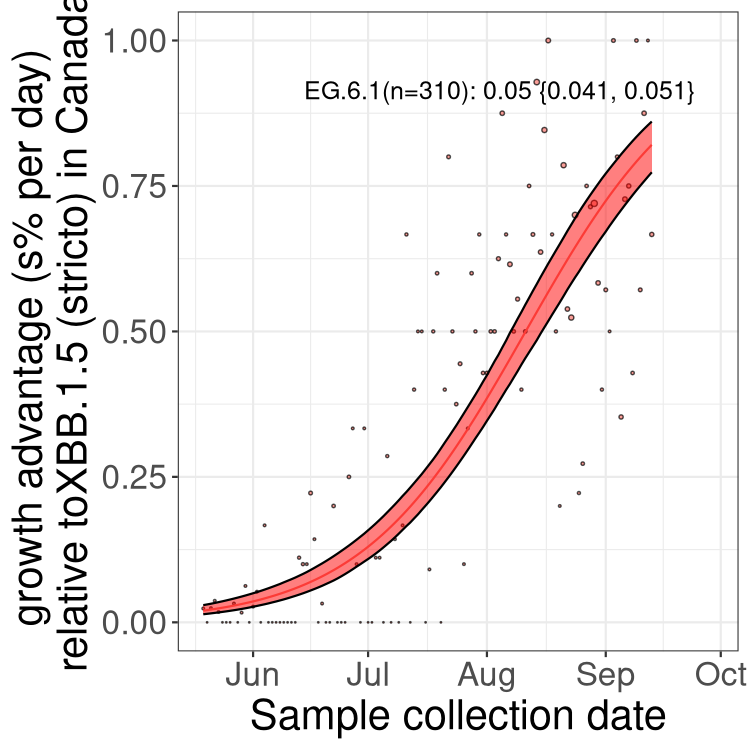 growth advantage (s% per day)
relative toXBB.1.5 (stricto) in Canada
1.00
0.75
0.50
0.25
0.00
EG.6.1(n=310): 0.05 {0.041, 0.051}
Jun Jul Aug Sep Oct
Sample collection date